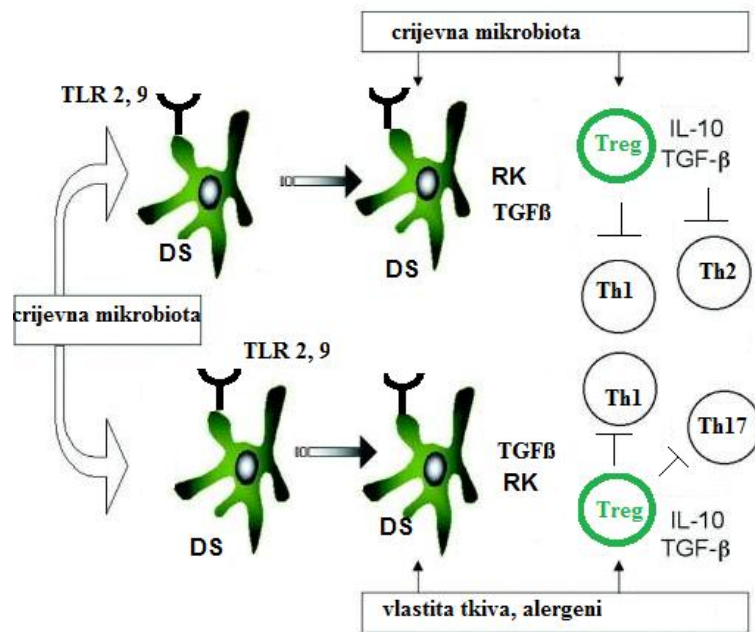 crijevna mikrobiota
TLR 2, 9
Treg
IL-10
TGF-β
RK
TGFß
DS
DS
Th1
Th2
crijevna mikrobiota
TLR 2, 9
Th1
Th17
TGFß
RK
Treg
IL-10
TGF-β
DS
DS
vlastita tkiva, alergeni